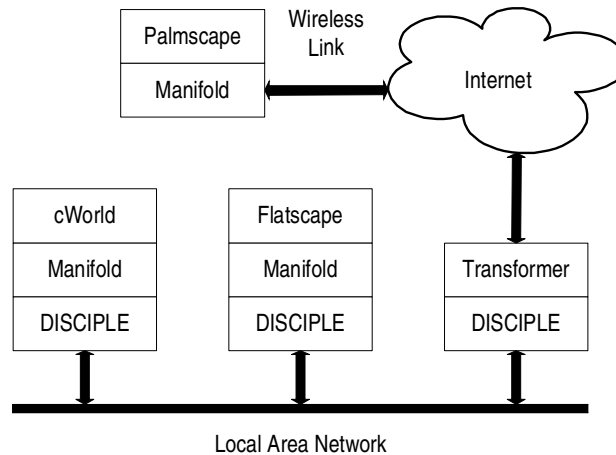 Palmscape
Manifold
Wireless
Link
Internet
cWorld
Manifold
DISCIPLE
Flatscape
Manifold
DISCIPLE
Transformer
DISCIPLE
Local Area Network